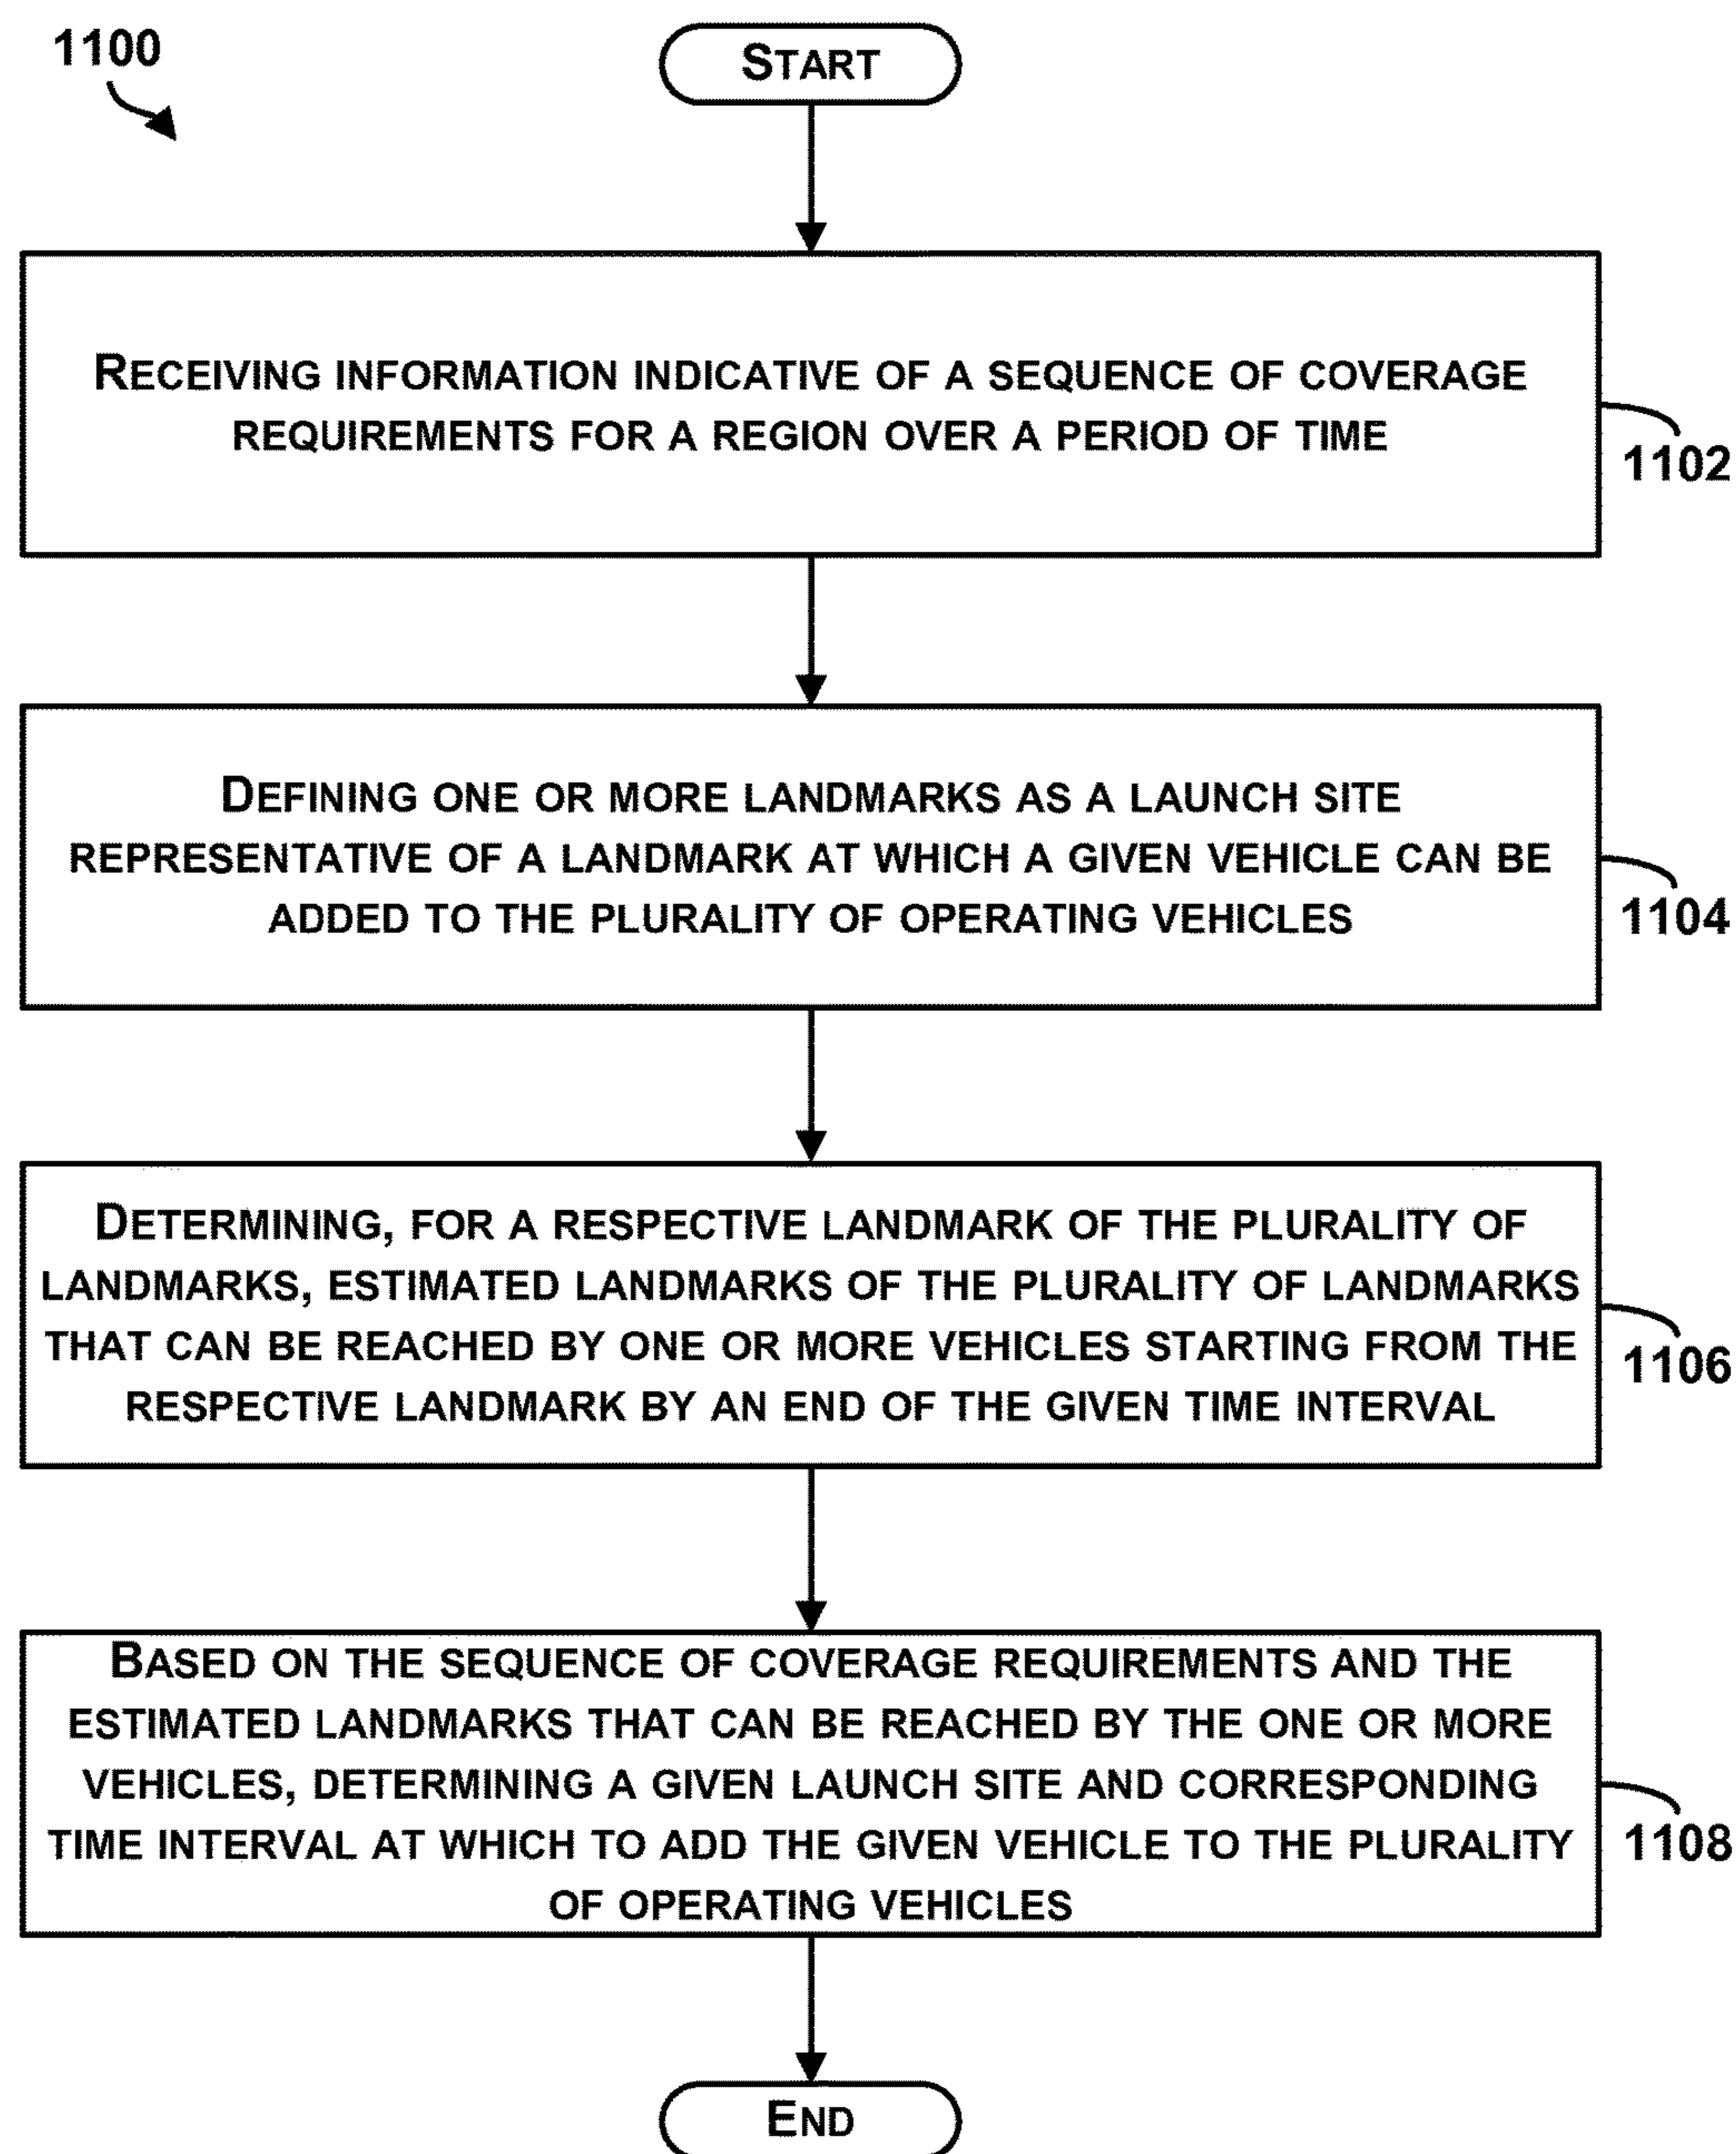 1100
START
RECEIVING INFORMATION INDICATIVE OF A SEQUENCE OF COVERAGE
REQUIREMENTS FOR A REGION OVER A PERIOD OF TIME
1102
DEFINING ONE OR MORE LANDMARKS AS A LAUNCH SITE
REPRESENTATIVE OF A LANDMARK AT WHICH A GIVEN VEHICLE CAN BE
ADDED TO THE PLURALITY OF OPERATING VEHICLES
1104
DETERMINING, FOR A RESPECTIVE LANDMARK OF THE PLURALITY OF
LANDMARKS, ESTIMATED LANDMARKS OF THE PLURALITY OF LANDMARKS
THAT CAN BE REACHED BY ONE OR MORE VEHICLES STARTING FROM THE
RESPECTIVE LANDMARK BY AN END OF THE GIVEN TIME INTERVAL
1106
BASED ON THE SEQUENCE OF COVERAGE REQUIREMENTS AND THE
ESTIMATED LANDMARKS THAT CAN BE REACHED BY THE ONE OR MORE
VEHICLES, DETERMINING A GIVEN LAUNCH SITE AND CORRESPONDING
TIME INTERVAL AT WHICH TO ADD THE GIVEN VEHICLE TO THE PLURALITY
OF OPERATING VEHICLES
1108
END